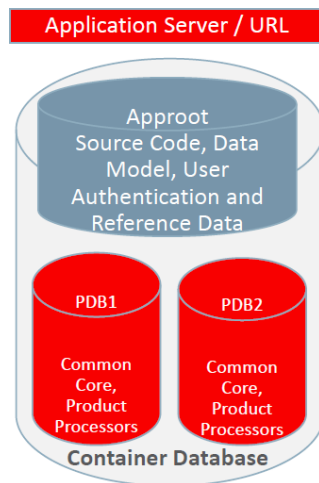 Application Server / URL
Approot
Source Code, Data
Model, User
Authentication and
Reference Data
PDB1
Common
Core,
Product
Processors
PDB2
Common
Core,
Product
Processors
Container Database